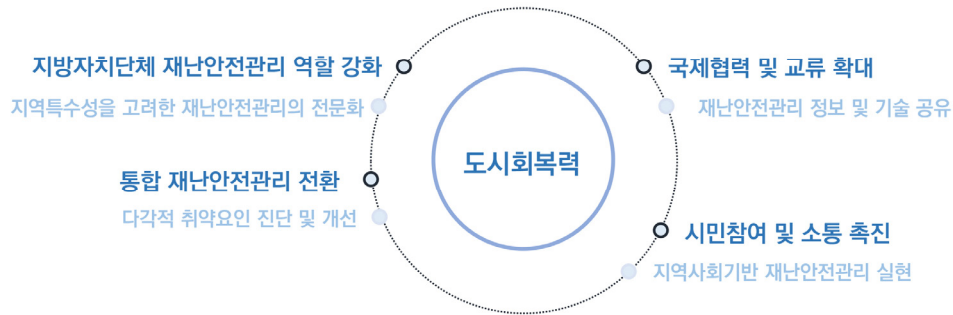 지방자치단체 재난안전관리 역할 강화
지역특수성을 고려한 재난안전관리의 전문화
통합 재난안전관리 전환
다각적 취약요인 진단 및 개선
도시회복력
국제협력 및 교류 확대
재난안전관리 정보 및 기술 공유
시민참여 및 소통 촉진
지역사회기반 재난안전관리 실현